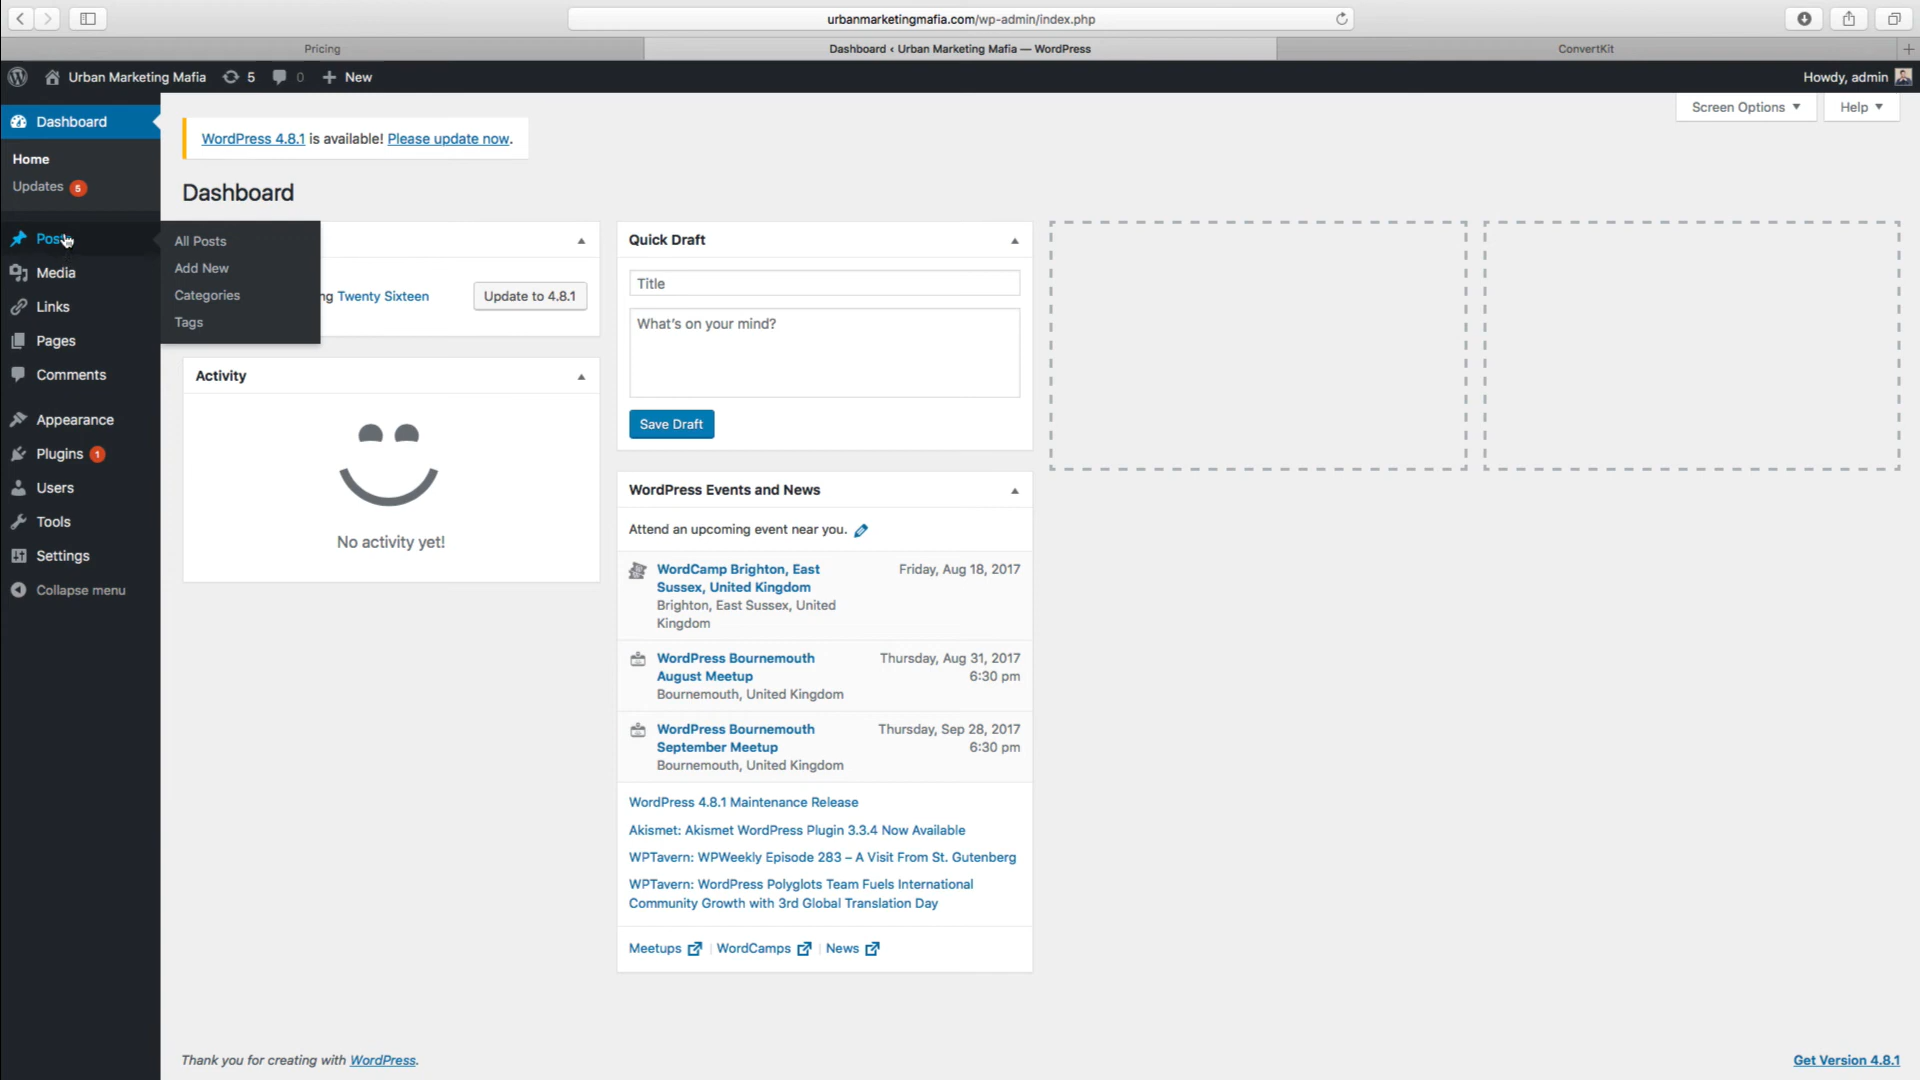 urbanmarketingmafia.com/wp-admin/index.php
Pricing
Dashboard ‹ Urban Marketing Mafia — WordPress
ConvertKit
Urban Marketing Mafia
5
0
New
Howdy, admin
Dashboard
Home
Updates 5
Posts
Media
Links
Pages
Comments
Appearance
Plugins 1
Users
Tools
Settings
Collapse menu
All Posts
Add New
Categories
Tags
Screen Options
Help
WordPress 4.8.1 is available! Please update now.
Dashboard
Twenty Sixteen
Update to 4.8.1
Activity
No activity yet!
Quick Draft
Title
What's on your mind?
Save Draft
WordPress Events and News
Attend an upcoming event near you.
WordCamp Brighton, East
Sussex, United Kingdom
Brighton, East Sussex, United
Kingdom
Friday, Aug 18, 2017
WordPress Bournemouth
August Meetup
Bournemouth, United Kingdom
Thursday, Aug 31, 2017
6:30 pm
WordPress Bournemouth
September Meetup
Bournemouth, United Kingdom
Thursday, Sep 28, 2017
6:30 pm
WordPress 4.8.1 Maintenance Release
Akismet: Akismet WordPress Plugin 3.3.4 Now Available
WPTavern: WPWeekly Episode 283 – A Visit From St. Gutenberg
WPTavern: WordPress Polyglots Team Fuels International
Community Growth with 3rd Global Translation Day
Meetups | WordCamps | News
Thank you for creating with WordPress.
Get Version 4.8.1